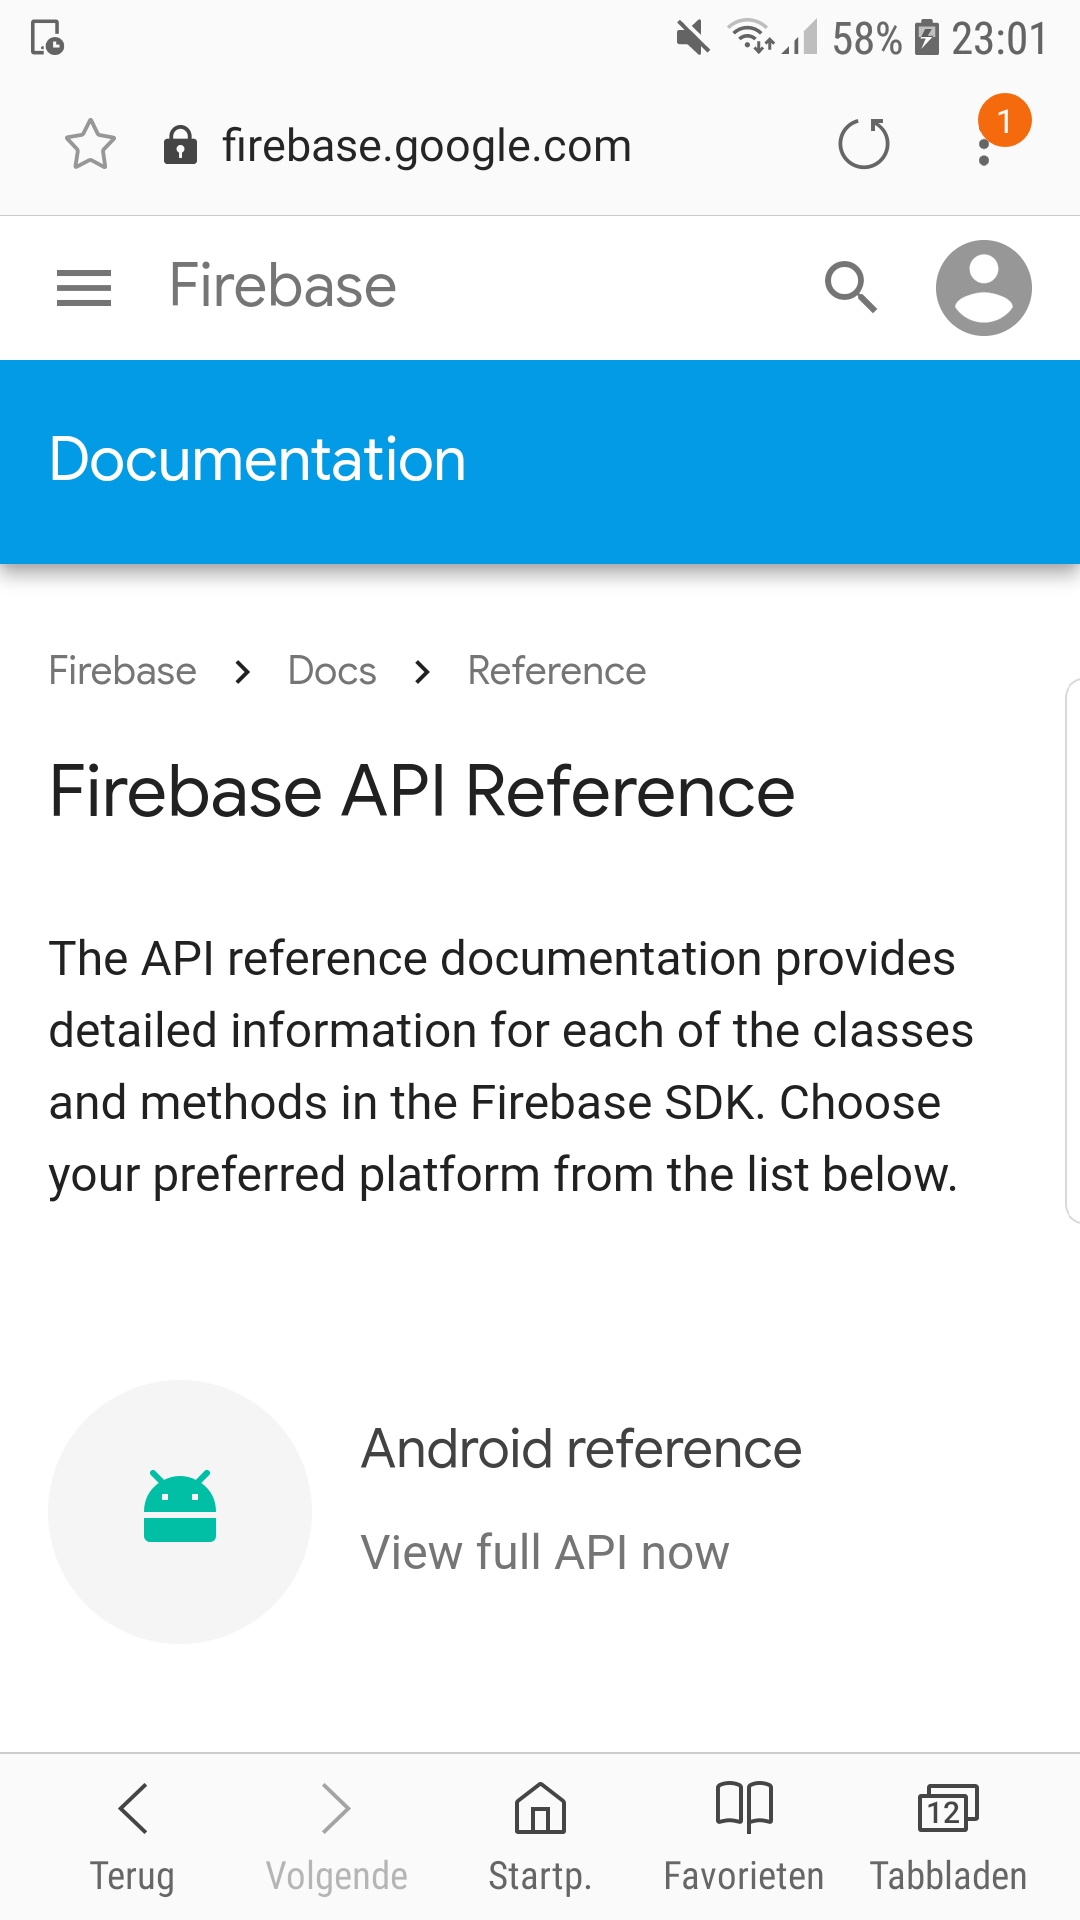 58% 23:01
firebase.google.com
1
Firebase
Documentation
Firebase > Docs > Reference
Firebase API Reference
The API reference documentation provides
detailed information for each of the classes
and methods in the Firebase SDK. Choose
your preferred platform from the list below.
Android reference
View full API now
12
Terug Volgende Startp. Favorieten Tabbladen